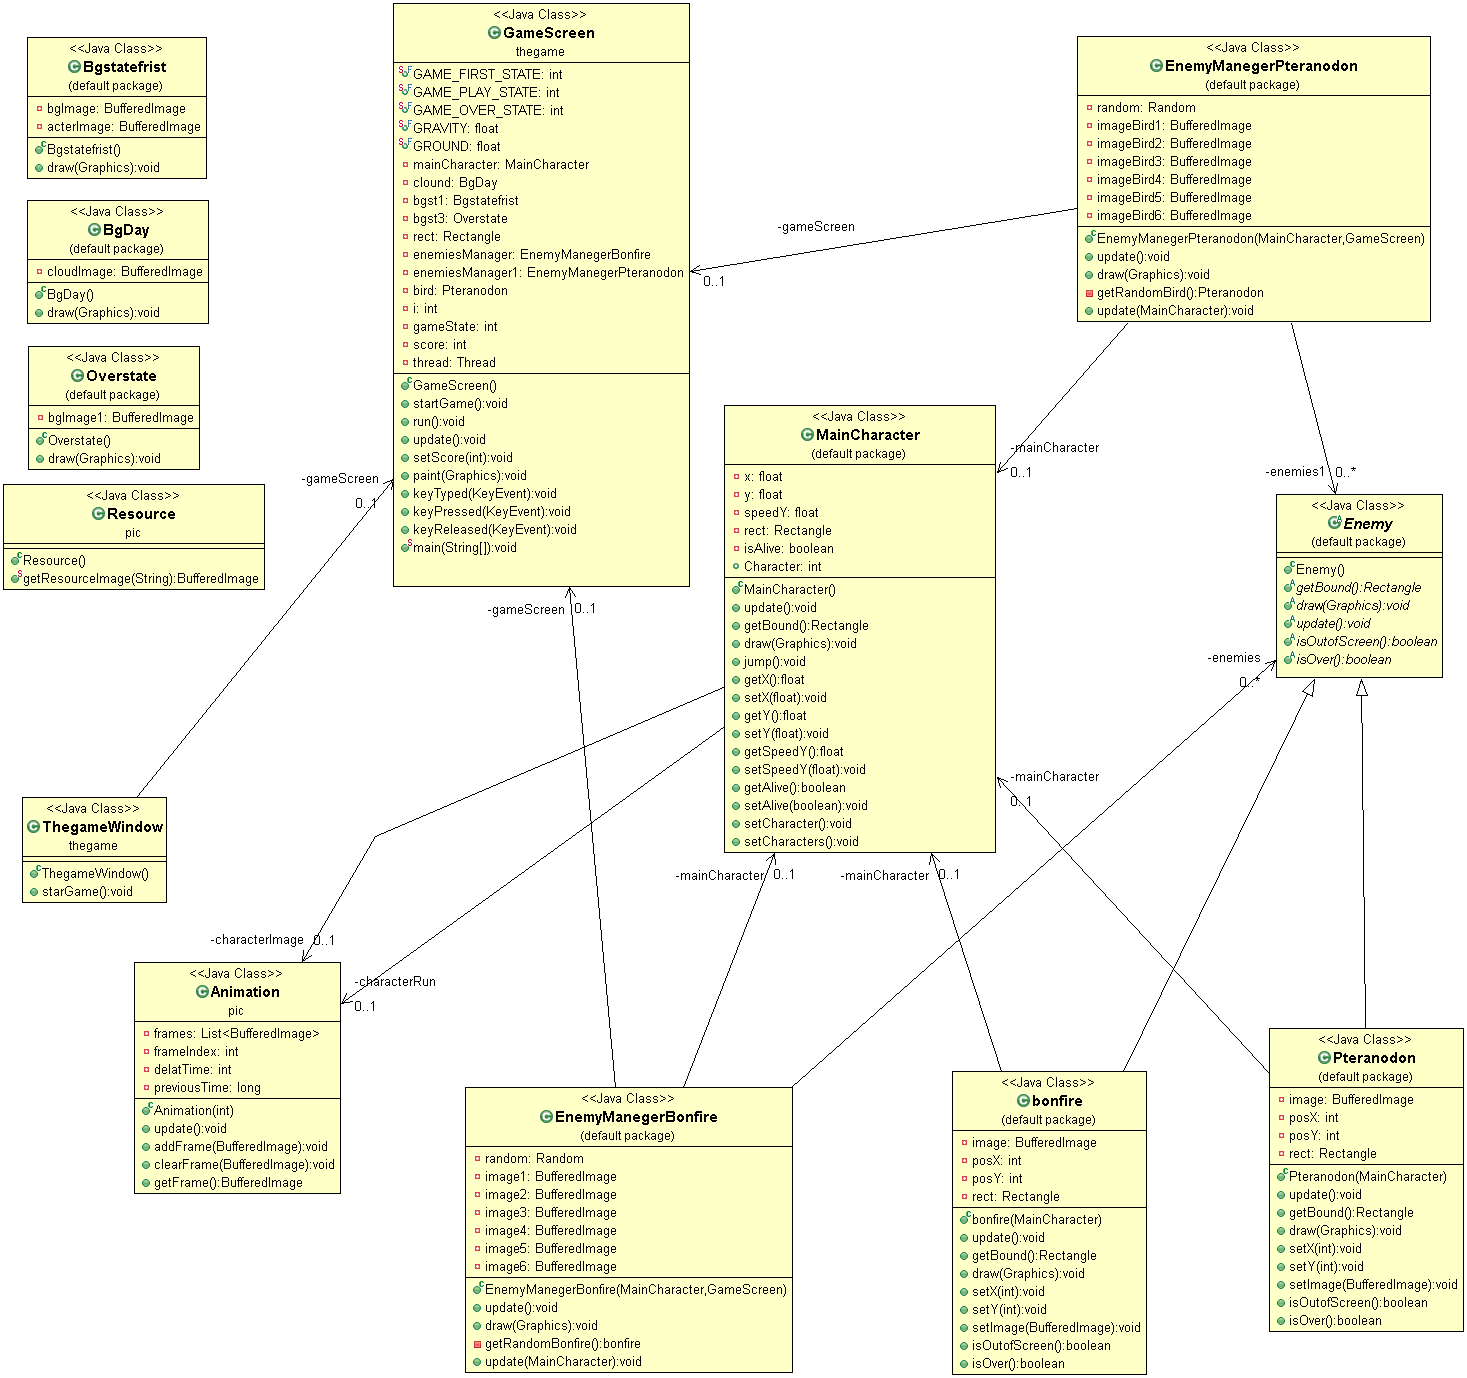 <<Java Class>>
Bgstatefrist
(default package)
bgImage: BufferedImage
acterImage: BufferedImage
Bgstatefrist()
draw(Graphics):void
<<Java Class>>
BgDay
(default package)
cloudImage: BufferedImage
BgDay()
draw(Graphics):void
<<Java Class>>
Overstate
(default package)
bgImage1: BufferedImage
Overstate()
draw(Graphics):void
<<Java Class>>
Resource
pic
Resource()
getResourceImage(String):BufferedImage
<<Java Class>>
GameScreen
thegame
GAME_FIRST_STATE: int
GAME_PLAY_STATE: int
GAME_OVER_STATE: int
GRAVITY: float
GROUND: float
mainCharacter: MainCharacter
clound: BgDay
bgst1: Bgstatefrist
bgst3: Overstate
rect: Rectangle
enemiesManager: EnemyManegerBonfire
enemiesManager1: EnemyManegerPteranodon
bird: Pteranodon
i: int
gameState: int
score: int
thread: Thread
GameScreen()
startGame():void
run():void
update():void
setScore(int):void
paint(Graphics):void
keyTyped(KeyEvent):void
keyPressed(KeyEvent):void
keyReleased(KeyEvent):void
main(String[]):void
<<Java Class>>
EnemyManegerPteranodon
(default package)
random: Random
imageBird1: BufferedImage
imageBird2: BufferedImage
imageBird3: BufferedImage
imageBird4: BufferedImage
imageBird5: BufferedImage
imageBird6: BufferedImage
EnemyManegerPteranodon(MainCharacter,GameScreen)
update():void
draw(Graphics):void
getRandomBird():Pteranodon
update(MainCharacter):void
-gameScreen
0..1
-mainCharacter
0..1
-enemies1
0..*
-gameScreen
0..1
<<Java Class>>
MainCharacter
(default package)
x: float
y: float
speedY: float
rect: Rectangle
isAlive: boolean
Character: int
MainCharacter()
update():void
getBound():Rectangle
draw(Graphics):void
jump():void
getX():float
setX(float):void
getY():float
setY(float):void
getSpeedY():float
setSpeedY(float):void
getAlive():boolean
setAlive(boolean):void
setCharacter():void
setCharacters():void
<<Java Class>>
Enemy
(default package)
Enemy()
getBound():Rectangle
draw(Graphics):void
update():void
isOutofScreen():boolean
isOver():boolean
-gameScreen
0..1
-enemies
0..*
-mainCharacter
0..1
<<Java Class>>
ThegameWindow
thegame
ThegameWindow()
starGame():void
-mainCharacter
0..1
-mainCharacter
0..1
-characterImage
0..1
-characterRun
0..1
<<Java Class>>
Animation
pic
frames: List<BufferedImage>
frameIndex: int
delatTime: int
previousTime: long
Animation(int)
update():void
addFrame(BufferedImage):void
clearFrame(BufferedImage):void
getFrame():BufferedImage
<<Java Class>>
EnemyManegerBonfire
(default package)
random: Random
image1: BufferedImage
image2: BufferedImage
image3: BufferedImage
image4: BufferedImage
image5: BufferedImage
image6: BufferedImage
EnemyManegerBonfire(MainCharacter,GameScreen)
update():void
draw(Graphics):void
getRandomBonfire():bonfire
update(MainCharacter):void
<<Java Class>>
bonfire
(default package)
image: BufferedImage
posX: int
posY: int
rect: Rectangle
bonfire(MainCharacter)
update():void
getBound():Rectangle
draw(Graphics):void
setX(int):void
setY(int):void
setImage(BufferedImage):void
isOutofScreen():boolean
isOver():boolean
<<Java Class>>
Pteranodon
(default package)
image: BufferedImage
posX: int
posY: int
rect: Rectangle
Pteranodon(MainCharacter)
update():void
getBound():Rectangle
draw(Graphics):void
setX(int):void
setY(int):void
setImage(BufferedImage):void
isOutofScreen():boolean
isOver():boolean